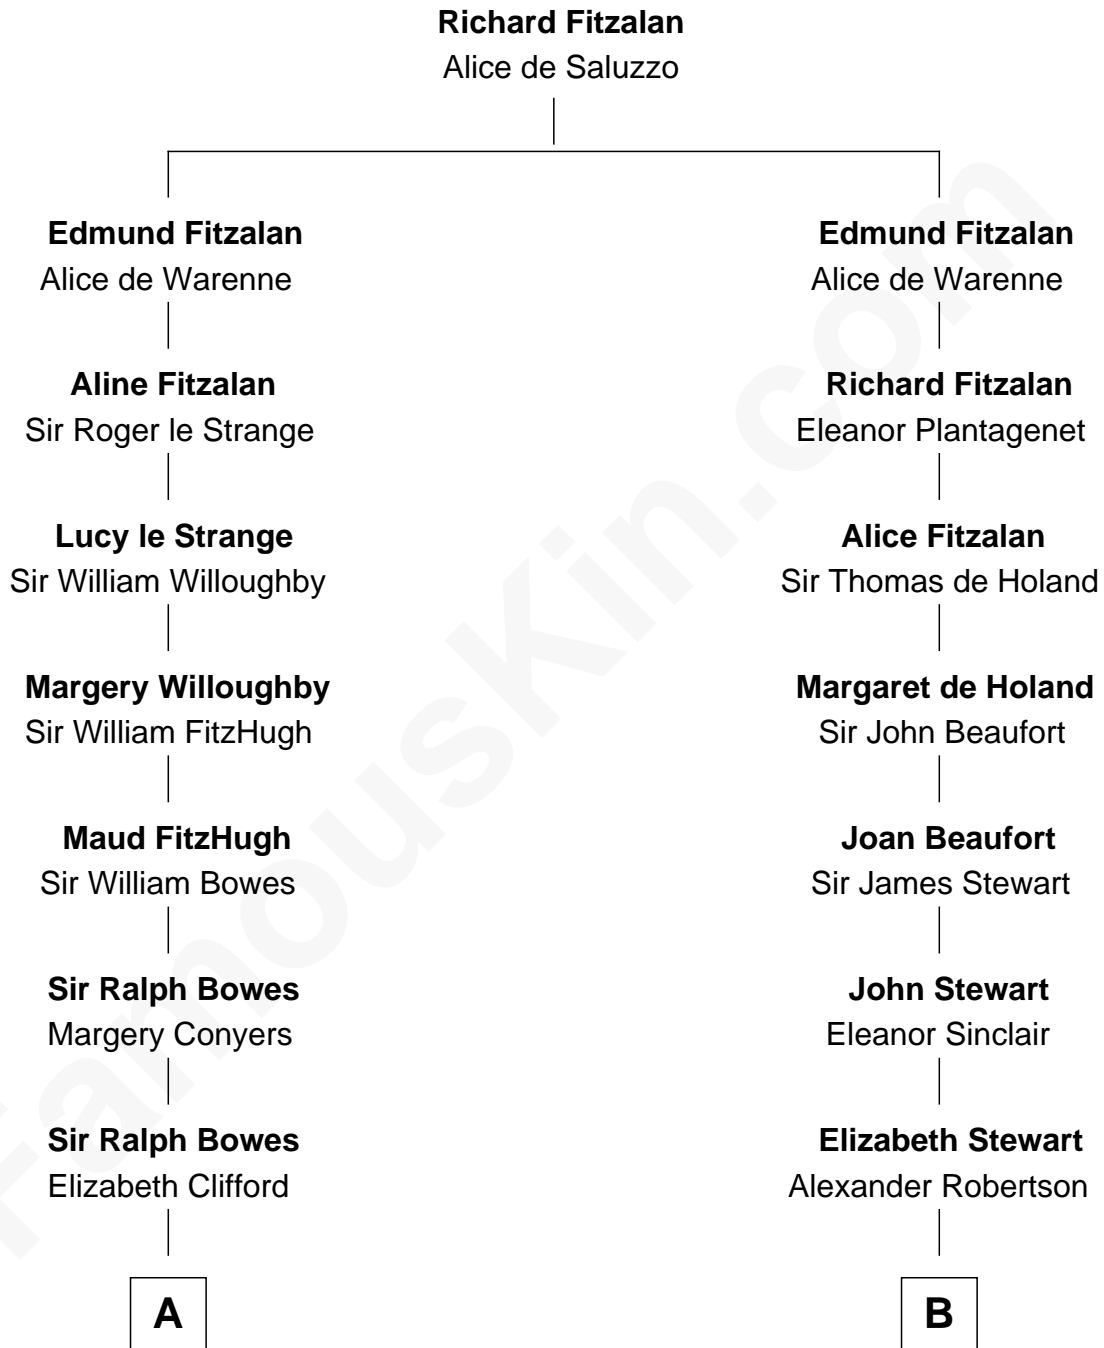 Richard Fitzalan
Alice de Saluzzo
Edmund Fitzalan
Alice de Warenne
Edmund Fitzalan
Alice de Warenne
Aline Fitzalan
Sir Roger le Strange
Richard Fitzalan
Eleanor Plantagenet
Lucy le Strange
Sir William Willoughby
Alice Fitzalan
Sir Thomas de Holand
Margery Willoughby
Sir William FitzHugh
Margaret de Holand
Sir John Beaufort
Maud FitzHugh
Sir William Bowes
Joan Beaufort
Sir James Stewart
Sir Ralph Bowes
Margery Conyers
John Stewart
Eleanor Sinclair
Sir Ralph Bowes
Elizabeth Clifford
Elizabeth Stewart
Alexander Robertson
A
B
FamousKin.com